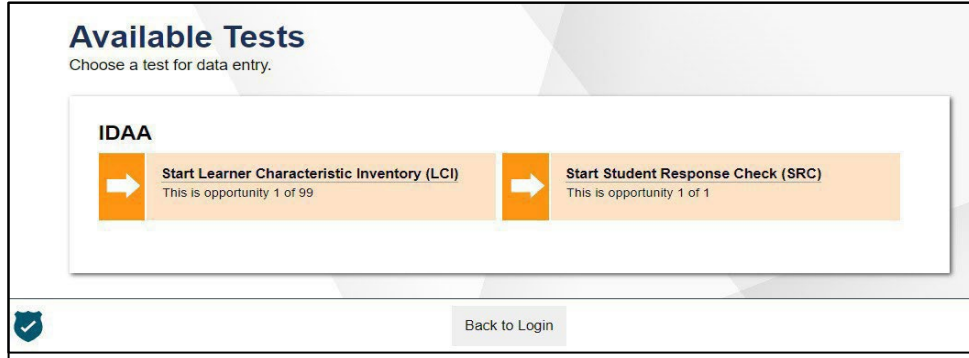 Available Tests
Choose a test for data entry.
IDAA
Start Learner Characteristic Inventory (LCI)
This is opportunity 1 of 99
Start Student Response Check (SRC)
This is opportunity 1 of 1
Back to Login